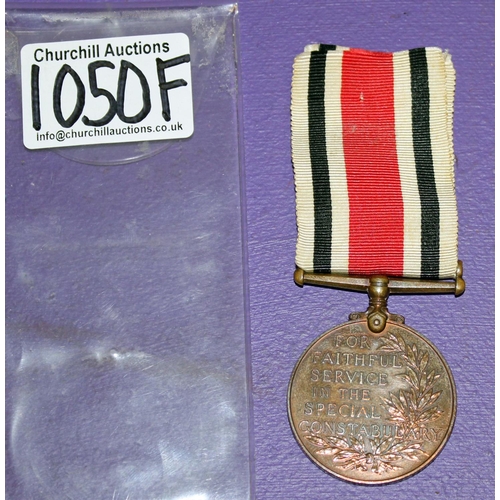 Churchill Auctions
1050F
info@churchillauctions.co.uk
FOR
FAITHFUL
SERVICE
IN THE
SPECIAL
CONSTABULARY